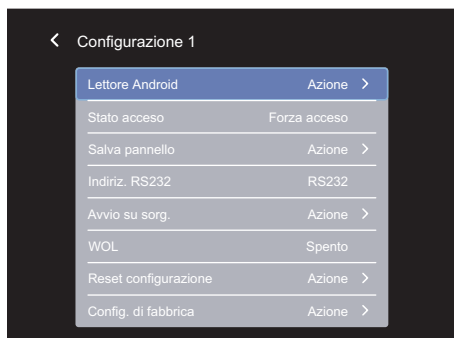 Configurazione 1
Lettore Android Azione
Stato acceso Forza acceso
Salva pannello Azione
Indiriz. RS232 RS232
Avvio su sorg. Azione
WOL Spento
Reset configurazione Azione
Config. di fabbrica Azione